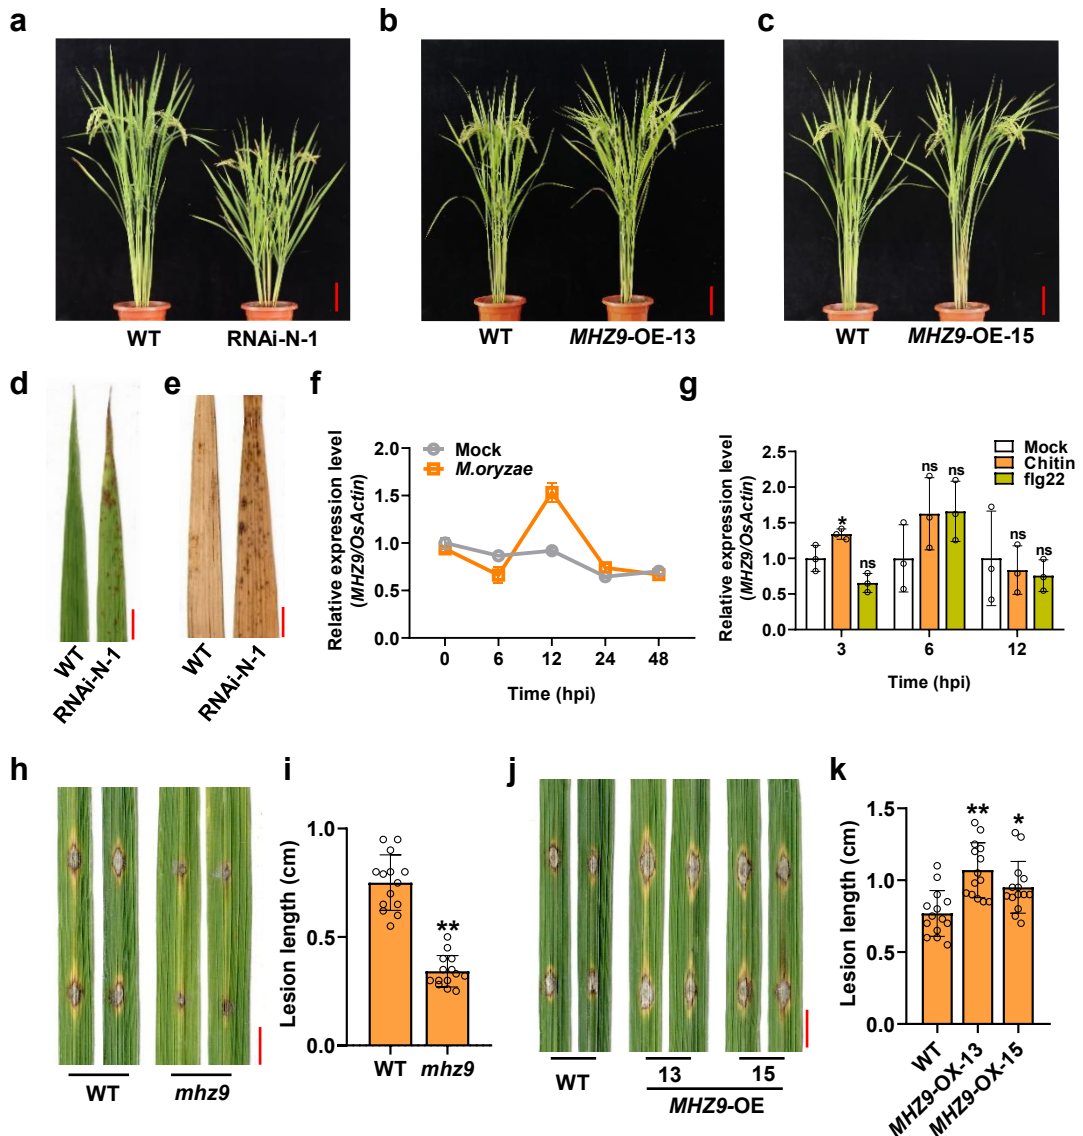 a
b
c
WT
RNAi-N-1
WT
MHZ9-OE-13
WT
MHZ9-OE-15
d
e
f
g
WT
RNAi-N-1
WT
RNAi-N-1
Relative expression level
(MHZ9/OsActin)
2.0
1.5
1.0
0.5
0.0
Mock
M.oryzae
0
6
12
24
48
Time (hpi)
Relative expression level
(MHZ9/OsActin)
2.5
2.0
1.5
1.0
0.5
0.0
Mock
Chitin
flg22
*
ns
ns
ns
ns
ns
3
6
12
Time (hpi)
h
i
j
k
WT
mhz9
Lesion length (cm)
1.0
0.5
0.0
**
WT
mhz9
WT
13
15
MHZ9-OE
Lesion length (cm)
1.5
1.0
0.5
0.0
**
*
WT
MHZ9-OX-13
MHZ9-OX-15